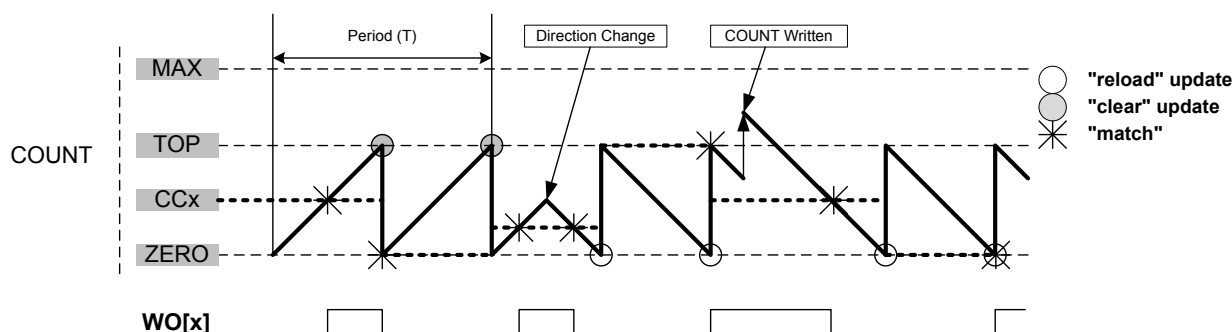 Period (T)
Direction Change
COUNT Written
MAX
"reload" update
"clear" update
TOP
"match"
COUNT
CCx
ZERO
WO[x]